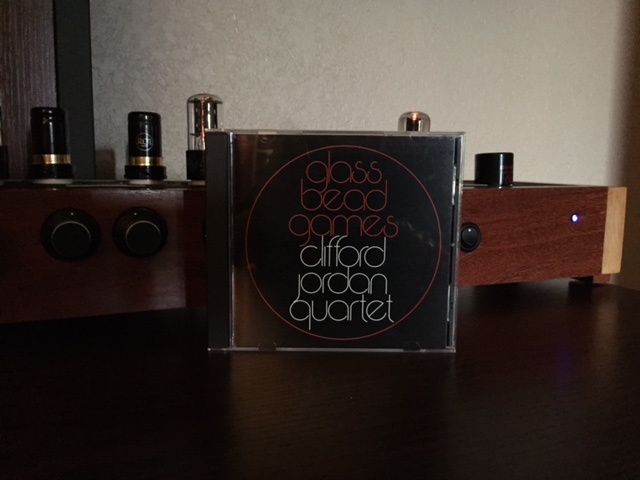 glass
bead
games
clifford
jordan
quartet